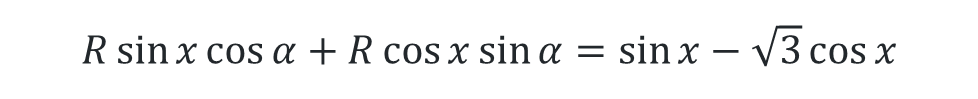 R sin x cos α + R cos x sin α = sin x − √3 cos x